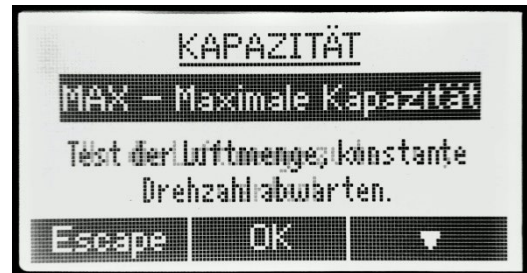 KAPAZITÄT
MAX – Maximale Kapazität
Test der Luftmenge, konstante
Drehzahl abwarten.
Escape OK ▼